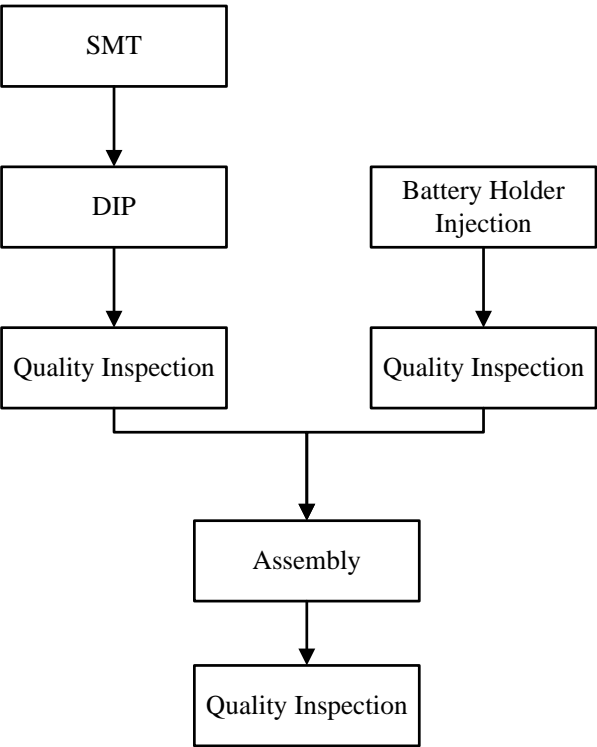 SMT
DIP
Battery Holder
Injection
Quality Inspection
Quality Inspection
Assembly
Quality Inspection